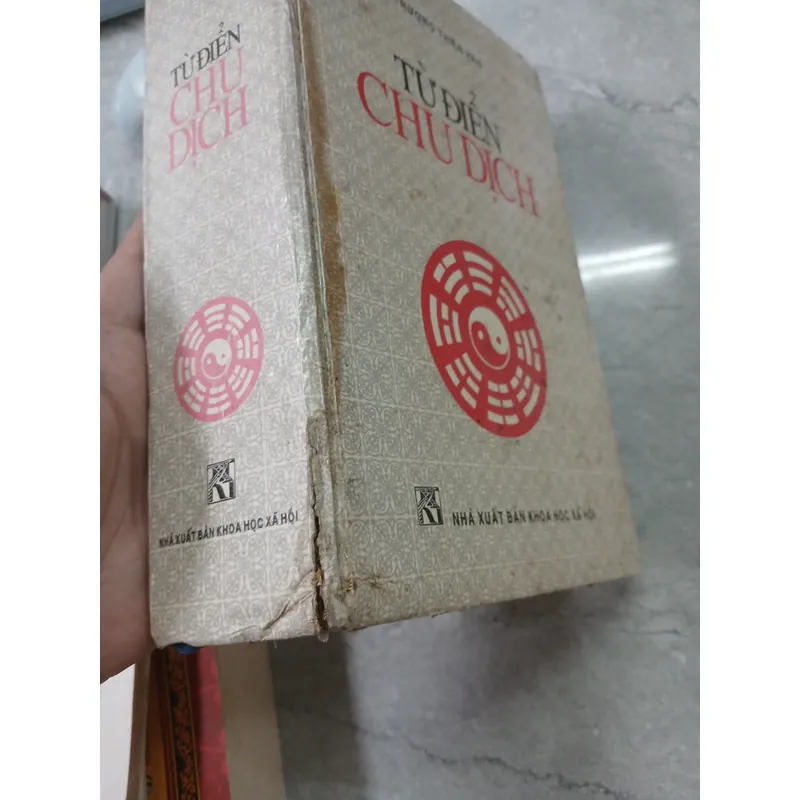 TỪ ĐIỂN
CHU
DỊCH
NHÀ XUẤT BẢN KHOA HỌC XÃ HỘI
TỪ ĐIỂN
CHU DỊCH
NHÀ XUẤT BẢN KHOA HỌC XÃ HỘI